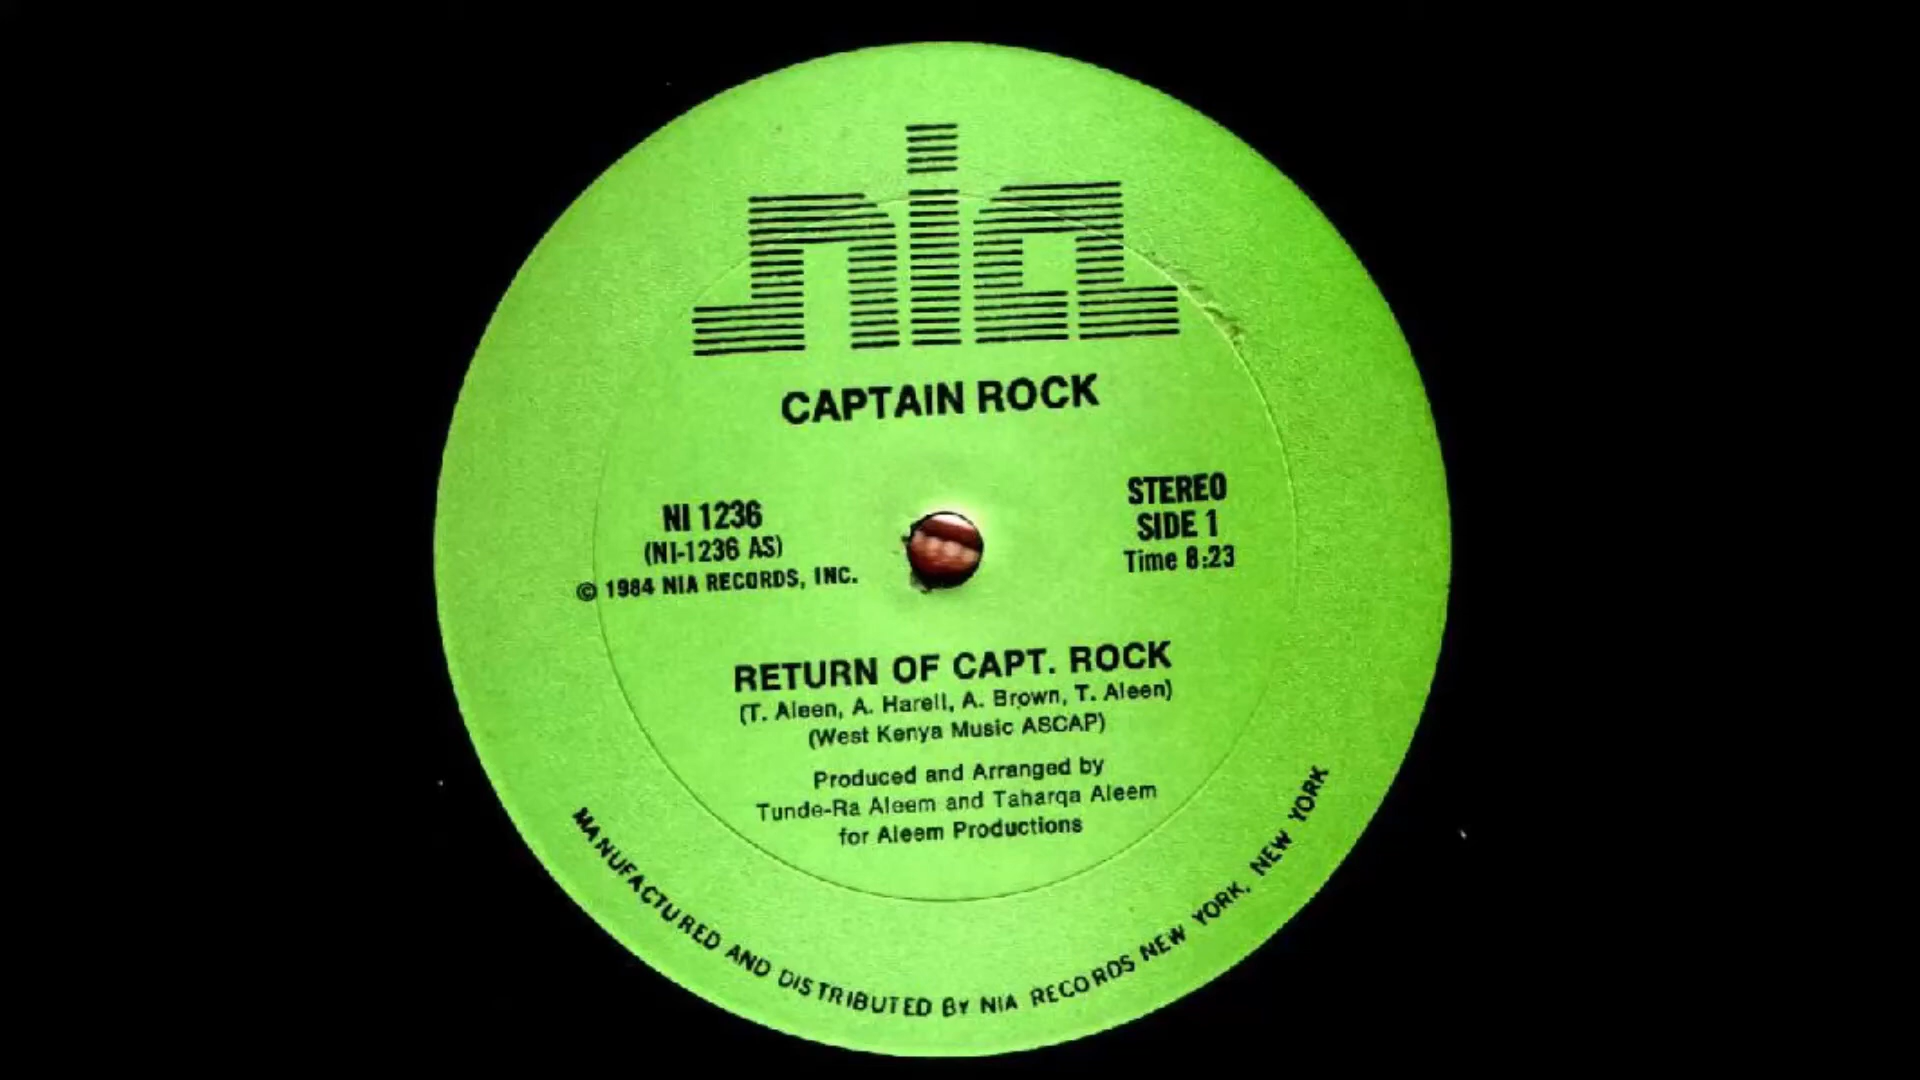 nia
CAPTAIN ROCK
NI 1236
(NI-1236 AS)
© 1984 NIA RECORDS, INC.
STEREO
SIDE 1
Time 8:23
RETURN OF CAPT. ROCK
(T. Aleen, A. Harell, A. Brown, T. Aleen)
(West Kenya Music ASCAP)
Produced and Arranged by
Tunde-Ra Aleem and Taharqa Aleem
for Aleem Productions
MANUFACTURED AND DISTRIBUTED BY NIA RECORDS NEW YORK, NEW YORK